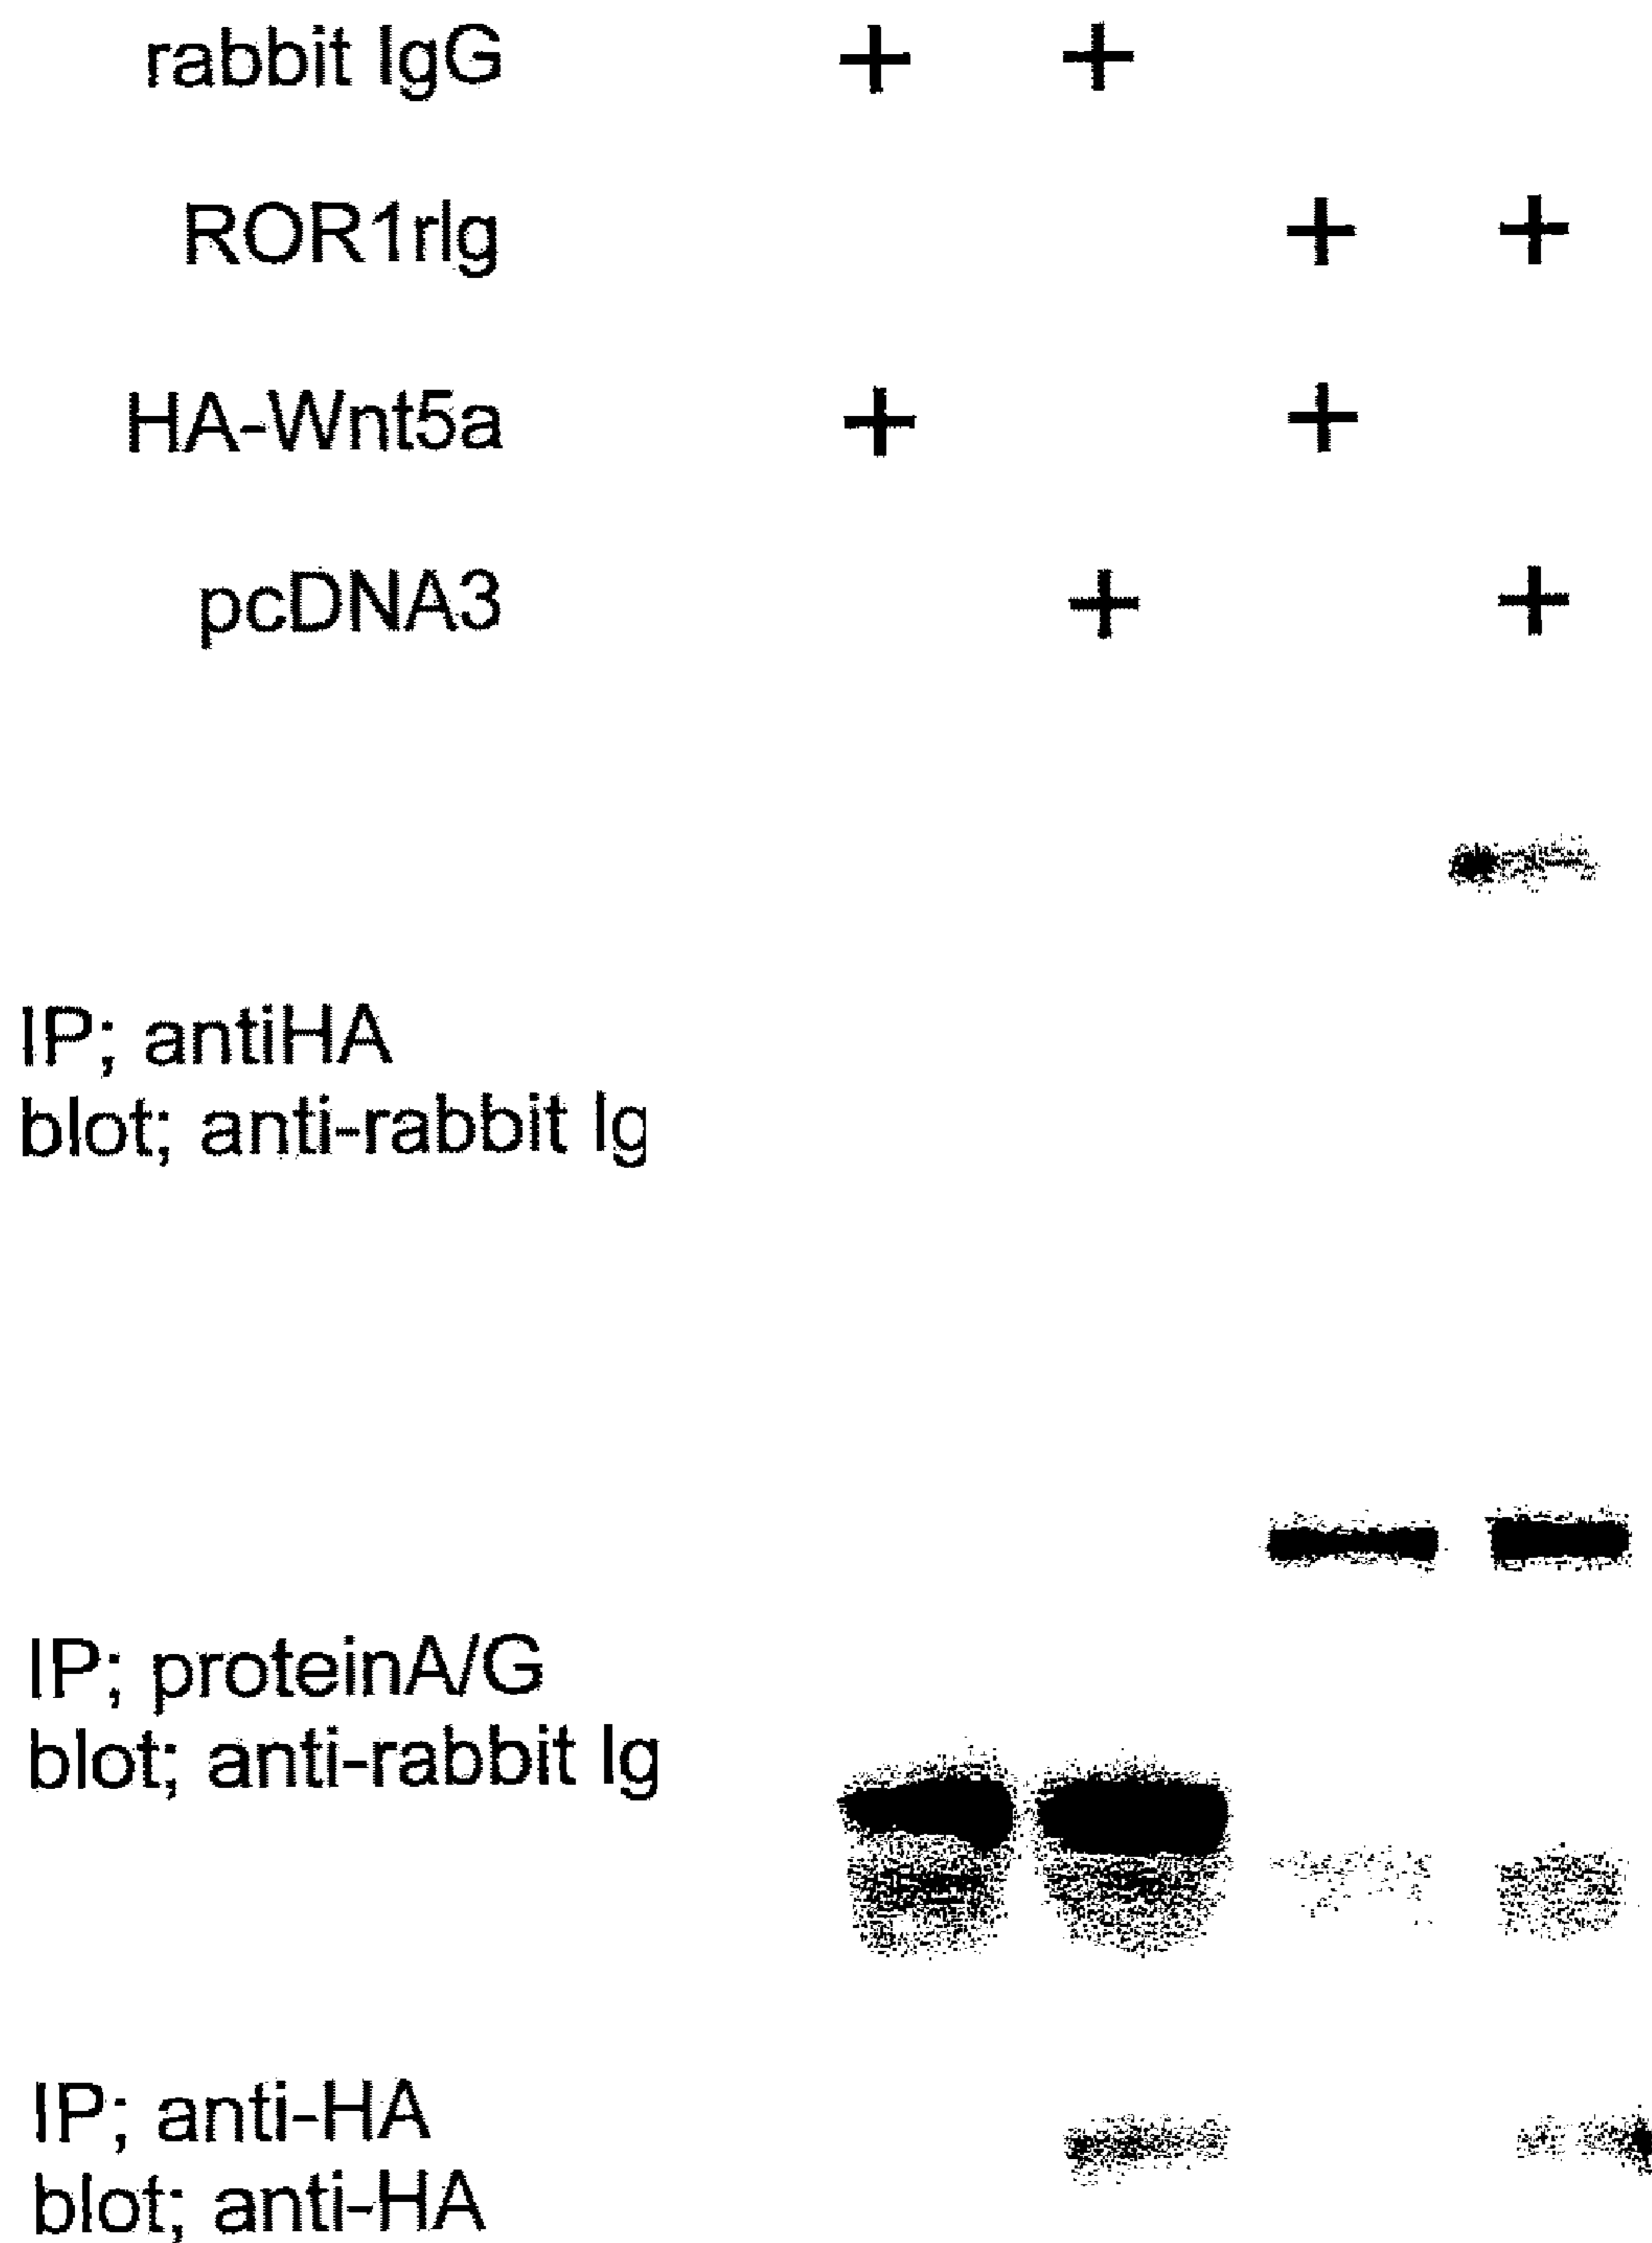 rabbit IgG + +
ROR1rIg + +
HA-Wnt5a + +
pcDNA3 + +
IP; antiHA
blot; anti-rabbit Ig
IP; proteinA/G
blot; anti-rabbit Ig
IP; anti-HA
blot; anti-HA